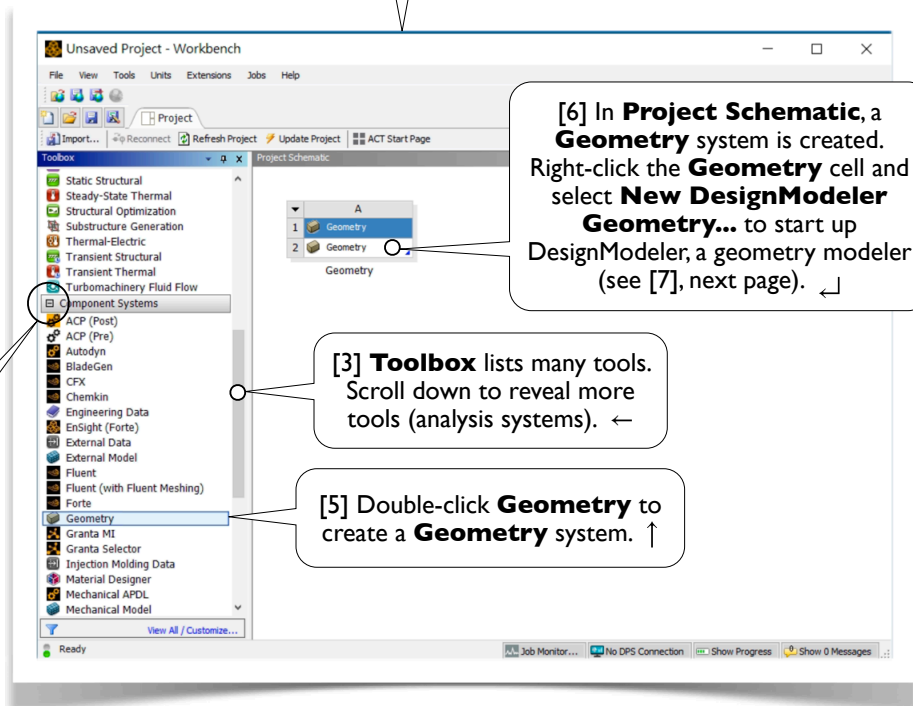 Unsaved Project - Workbench
File View Tools Units Extensions Jobs Help
Project
Import... Reconnect Refresh Project Update Project ACT Start Page
Toolbox
Static Structural
Steady-State Thermal
Structural Optimization
Substructure Generation
Thermal-Electric
Transient Structural
Transient Thermal
Turbomachinery Fluid Flow
Component Systems
ACP (Post)
ACP (Pre)
Autodyn
BladeGen
CFX
Chemkin
Engineering Data
EnSight (Forte)
External Data
External Model
Fluent
Fluent (with Fluent Meshing)
Forte
Geometry
Granta MI
Granta Selector
Injection Molding Data
Material Designer
Mechanical APDL
Mechanical Model
View All / Customize...
Project Schematic
A
1 Geometry
2 Geometry
Geometry
[6] In Project Schematic, a
Geometry system is created.
Right-click the Geometry cell and
select New DesignModeler
Geometry... to start up
DesignModeler, a geometry modeler
(see [7], next page). ↵
[3] Toolbox lists many tools.
Scroll down to reveal more
tools (analysis systems). ←
[5] Double-click Geometry to
create a Geometry system. ↑
Ready
Job Monitor... No DPS Connection Show Progress Show 0 Messages